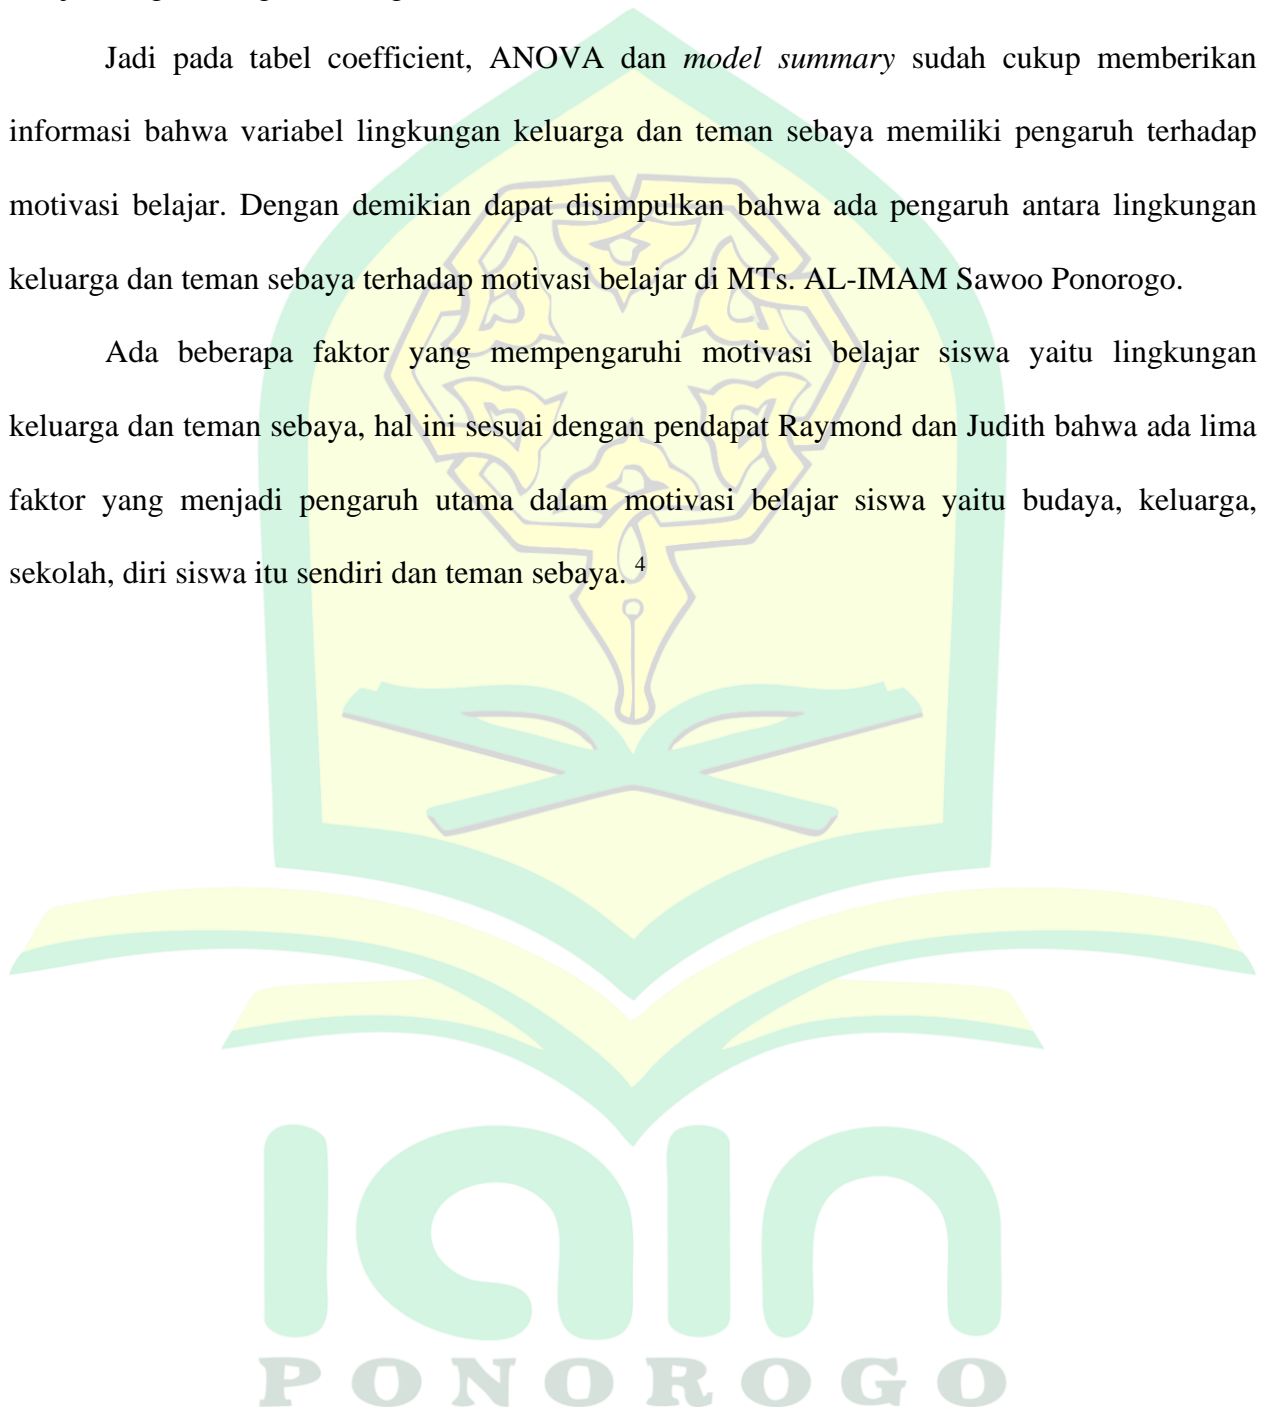 Jadi pada tabel coefficient, ANOVA dan model summary sudah cukup memberikan
informasi bahwa variabel lingkungan keluarga dan teman sebaya memiliki pengaruh terhadap
motivasi belajar. Dengan demikian dapat disimpulkan bahwa ada pengaruh antara lingkungan
keluarga dan teman sebaya terhadap motivasi belajar di MTs. AL-IMAM Sawoo Ponorogo.
Ada beberapa faktor yang mempengaruhi motivasi belajar siswa yaitu lingkungan
keluarga dan teman sebaya, hal ini sesuai dengan pendapat Raymond dan Judith bahwa ada lima
faktor yang menjadi pengaruh utama dalam motivasi belajar siswa yaitu budaya, keluarga,
sekolah, diri siswa itu sendiri dan teman sebaya. 4
iain
PONOROGO